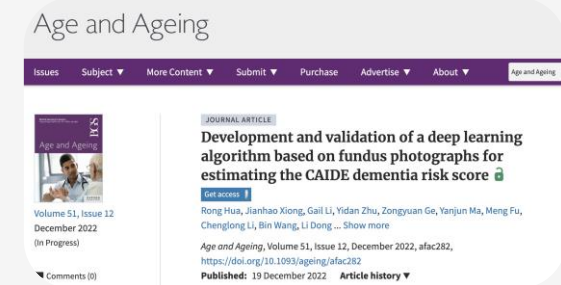 Age and Ageing
Issues Subject ▼ More Content ▼ Submit ▼ Purchase Advertise ▼ About ▼ Age and Ageing
BGS
Age and Ageing
Volume 51, Issue 12
December 2022
(In Progress)
Comments (0)
JOURNAL ARTICLE
Development and validation of a deep learning
algorithm based on fundus photographs for
estimating the CAIDE dementia risk score
Get access
Rong Hua, Jianhao Xiong, Gail Li, Yidan Zhu, Zongyuan Ge, Yanjun Ma, Meng Fu,
Chenglong Li, Bin Wang, Li Dong ... Show more
Age and Ageing, Volume 51, Issue 12, December 2022, afac282,
https://doi.org/10.1093/ageing/afac282
Published: 19 December 2022 Article history ▼